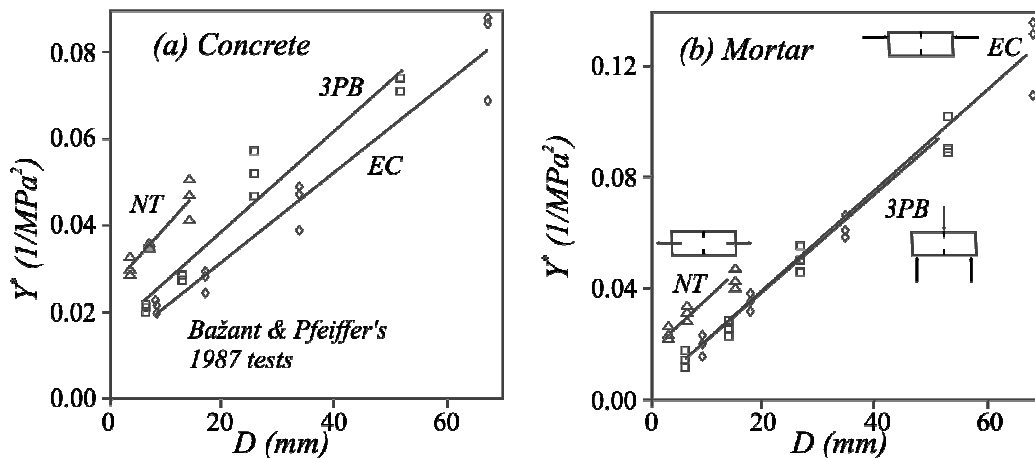 (a) Concrete
Y* (1/MPa²)
0.08
0.06
0.04
0.02
0.00
3PB
EC
NT
Bažant & Pfeiffer's
1987 tests
0
20
40
60
D (mm)
(b) Mortar
Y* (1/MPa²)
0.12
0.08
0.04
0.00
EC
3PB
NT
0
20
40
60
D (mm)